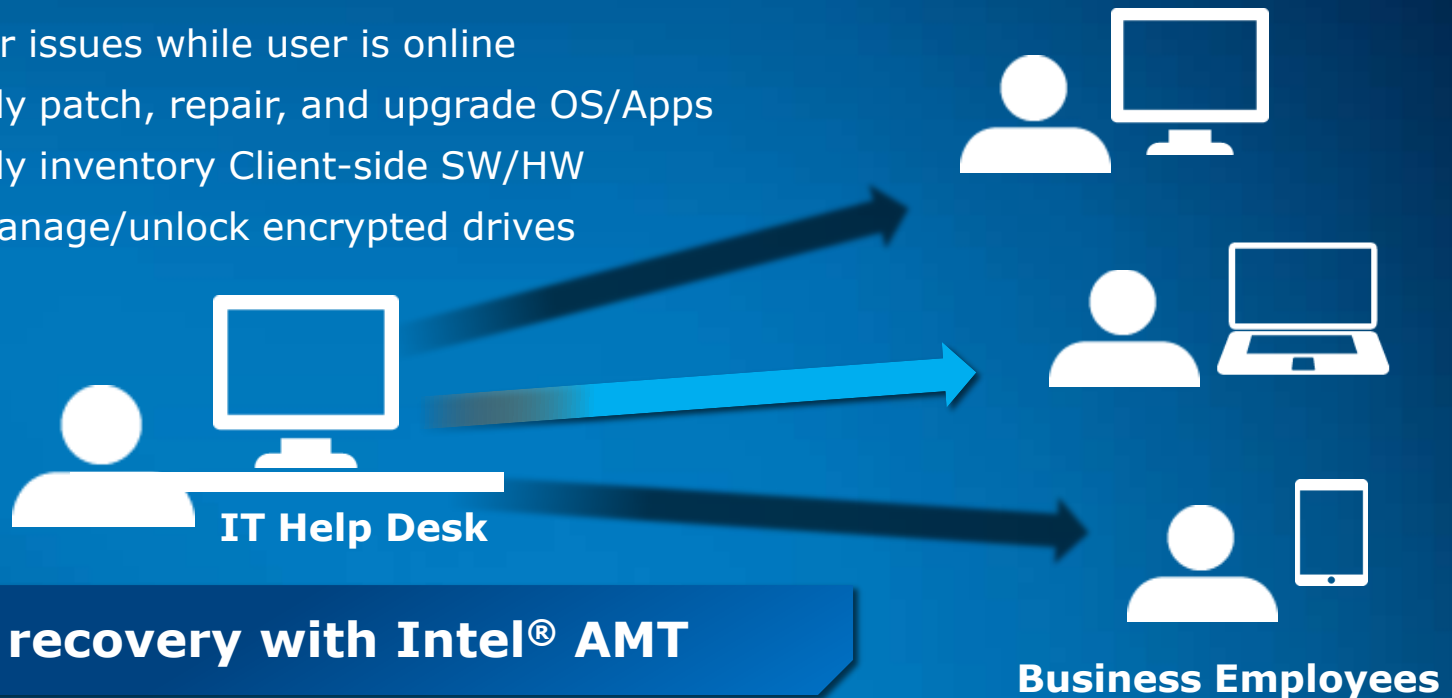 r issues while user is online
ly patch, repair, and upgrade OS/Apps
ly inventory Client-side SW/HW
anage/unlock encrypted drives
IT Help Desk
recovery with Intel® AMT
Business Employees